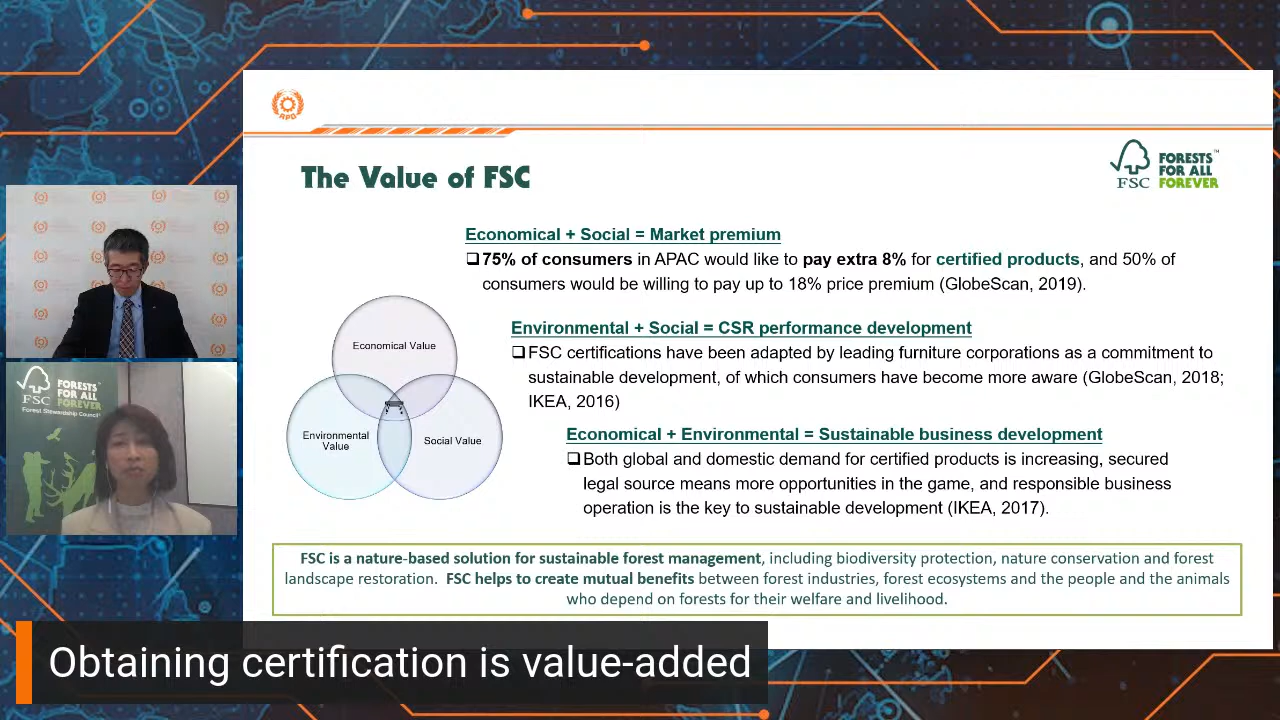 APO
The Value of FSC
FSC
FORESTS
FOR ALL
FOREVER
™
Economical + Social = Market premium
❑75% of consumers in APAC would like to pay extra 8% for certified products, and 50% of
consumers would be willing to pay up to 18% price premium (GlobeScan, 2019).
Environmental + Social = CSR performance development
❑FSC certifications have been adapted by leading furniture corporations as a commitment to
sustainable development, of which consumers have become more aware (GlobeScan, 2018;
IKEA, 2016)
Economical + Environmental = Sustainable business development
❑Both global and domestic demand for certified products is increasing, secured
legal source means more opportunities in the game, and responsible business
operation is the key to sustainable development (IKEA, 2017).
Economical Value
Environmental
Value
Social Value
FSC is a nature-based solution for sustainable forest management, including biodiversity protection, nature conservation and forest
landscape restoration. FSC helps to create mutual benefits between forest industries, forest ecosystems and the people and the animals
who depend on forests for their welfare and livelihood.
FSC
FORESTS
FOR ALL
FOREVER
Forest Stewardship Council
Obtaining certification is value-added